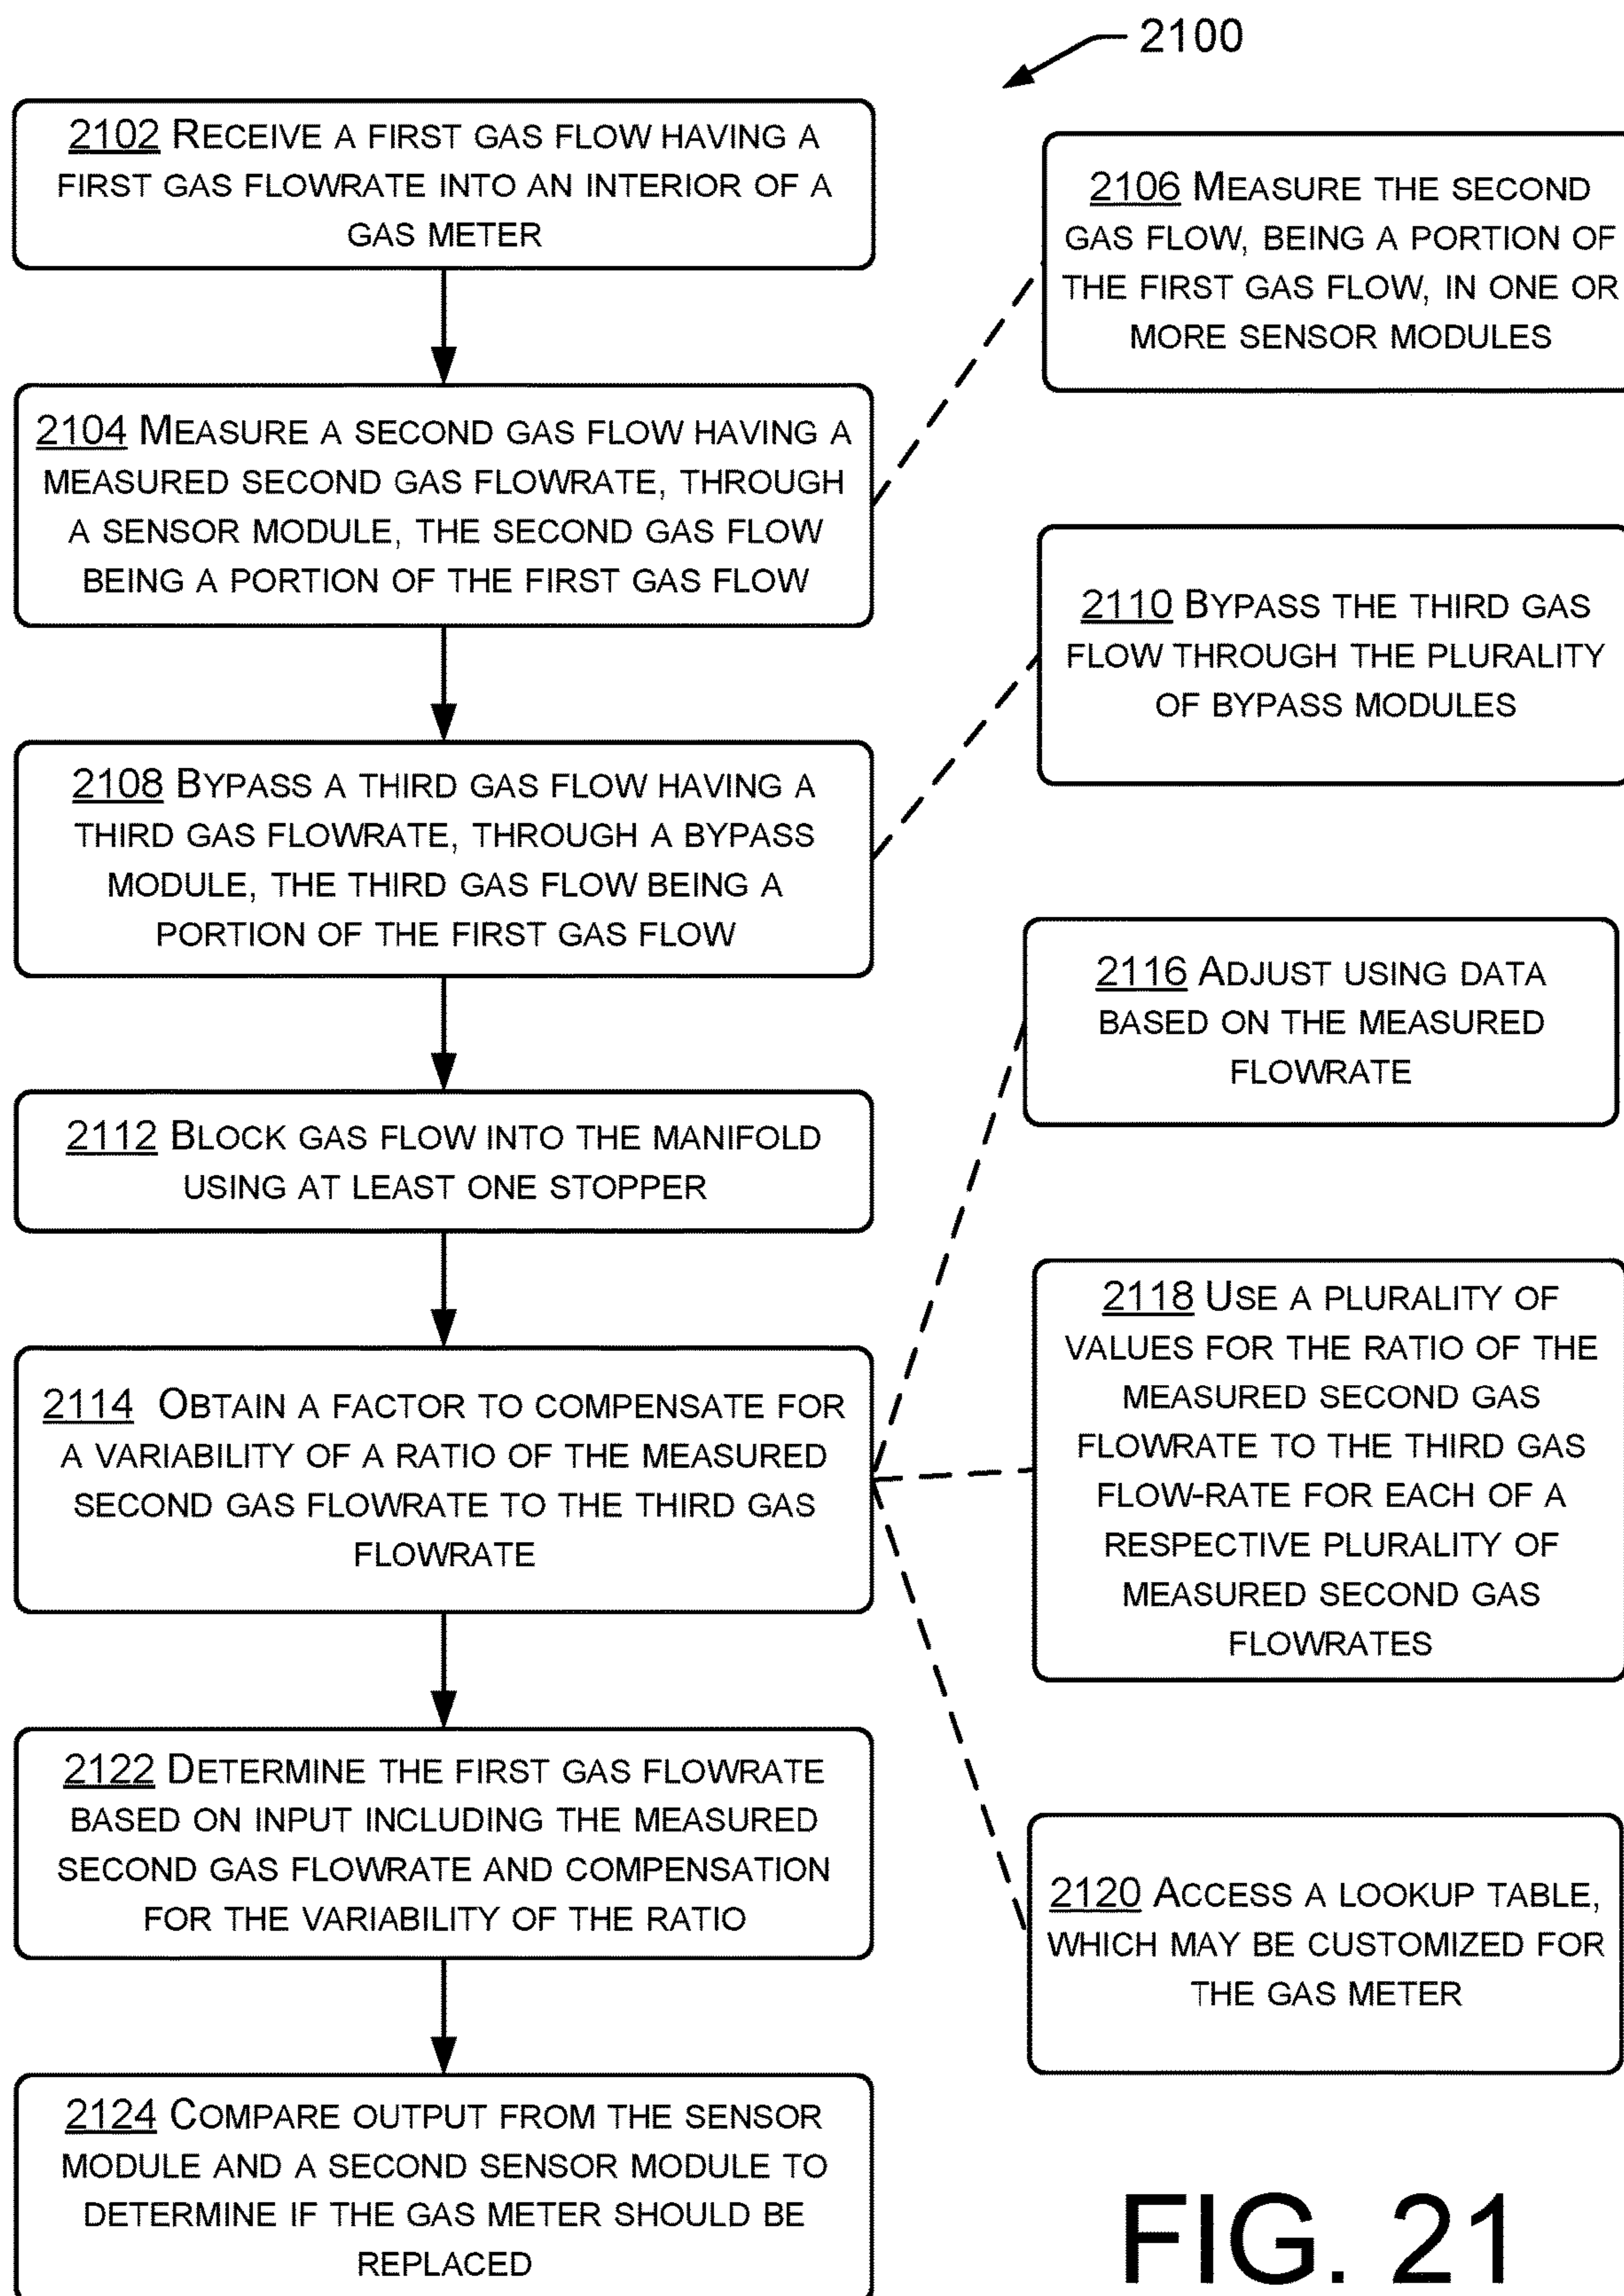 2100
2102 RECEIVE A FIRST GAS FLOW HAVING A
FIRST GAS FLOWRATE INTO AN INTERIOR OF A
GAS METER
2104 MEASURE A SECOND GAS FLOW HAVING A
MEASURED SECOND GAS FLOWRATE, THROUGH
A SENSOR MODULE, THE SECOND GAS FLOW
BEING A PORTION OF THE FIRST GAS FLOW
2106 MEASURE THE SECOND
GAS FLOW, BEING A PORTION OF
THE FIRST GAS FLOW, IN ONE OR
MORE SENSOR MODULES
2108 BYPASS A THIRD GAS FLOW HAVING A
THIRD GAS FLOWRATE, THROUGH A BYPASS
MODULE, THE THIRD GAS FLOW BEING A
PORTION OF THE FIRST GAS FLOW
2110 BYPASS THE THIRD GAS
FLOW THROUGH THE PLURALITY
OF BYPASS MODULES
2112 BLOCK GAS FLOW INTO THE MANIFOLD
USING AT LEAST ONE STOPPER
2114 OBTAIN A FACTOR TO COMPENSATE FOR
A VARIABILITY OF A RATIO OF THE MEASURED
SECOND GAS FLOWRATE TO THE THIRD GAS
FLOWRATE
2116 ADJUST USING DATA
BASED ON THE MEASURED
FLOWRATE
2118 USE A PLURALITY OF
VALUES FOR THE RATIO OF THE
MEASURED SECOND GAS
FLOWRATE TO THE THIRD GAS
FLOW-RATE FOR EACH OF A
RESPECTIVE PLURALITY OF
MEASURED SECOND GAS
FLOWRATES
2120 ACCESS A LOOKUP TABLE,
WHICH MAY BE CUSTOMIZED FOR
THE GAS METER
2122 DETERMINE THE FIRST GAS FLOWRATE
BASED ON INPUT INCLUDING THE MEASURED
SECOND GAS FLOWRATE AND COMPENSATION
FOR THE VARIABILITY OF THE RATIO
2124 COMPARE OUTPUT FROM THE SENSOR
MODULE AND A SECOND SENSOR MODULE TO
DETERMINE IF THE GAS METER SHOULD BE
REPLACED
FIG. 21